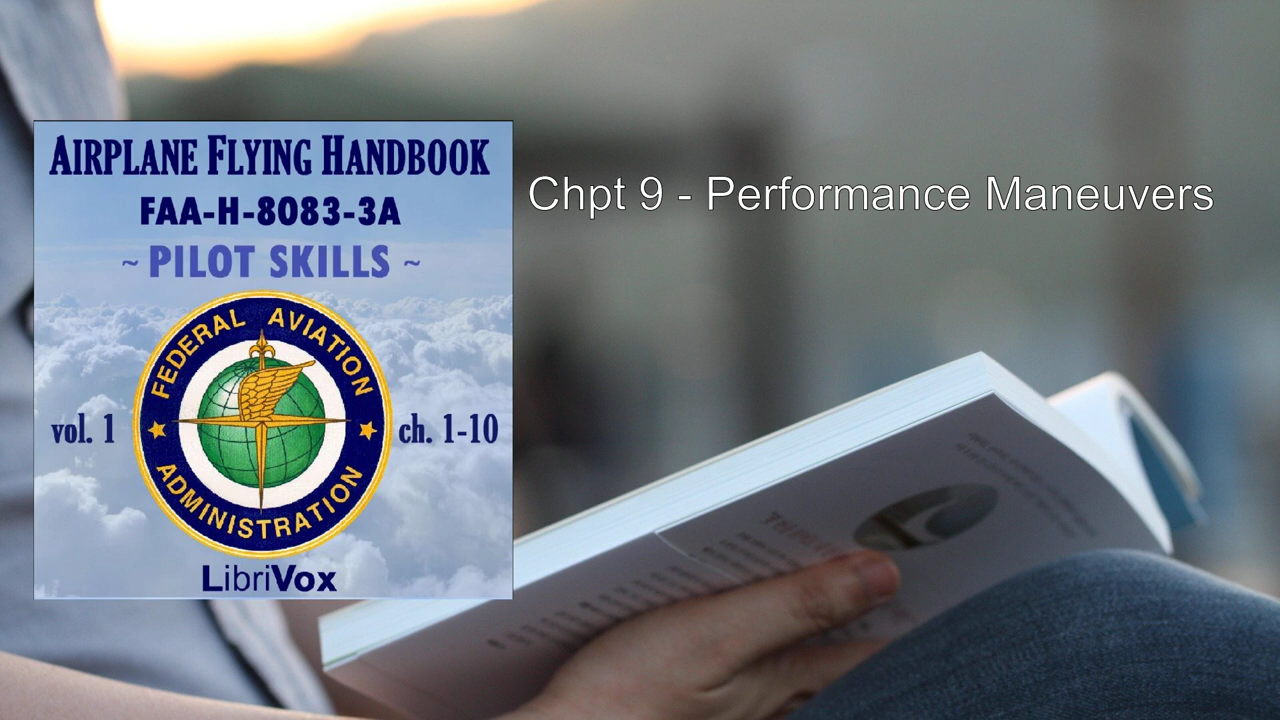 AIRPLANE FLYING HANDBOOK
FAA-H-8083-3A
~ PILOT SKILLS ~
FEDERAL AVIATION
ADMINISTRATION
vol. 1
ch. 1-10
LibriVox
Chpt 9 - Performance Maneuvers